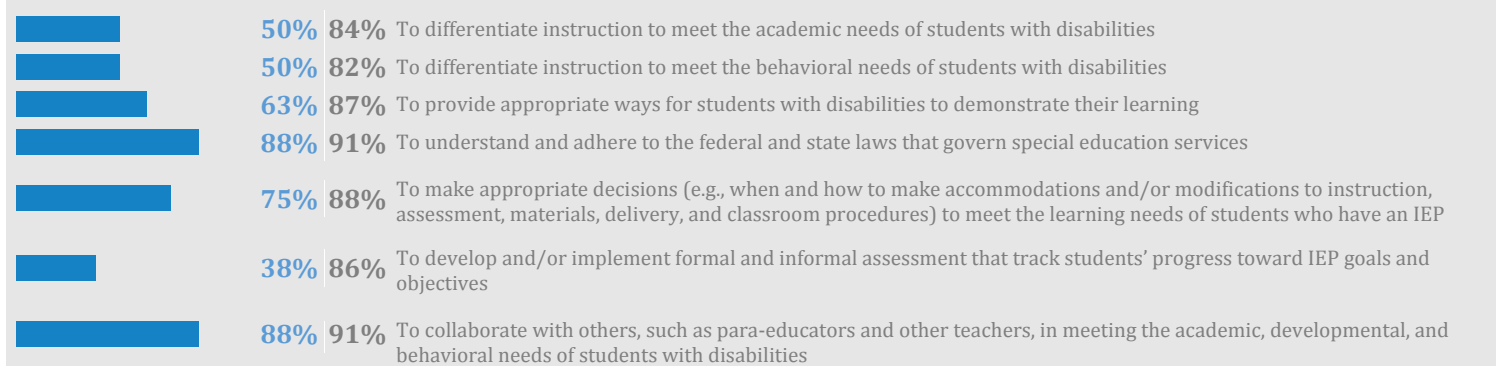 50% 84% To differentiate instruction to meet the academic needs of students with disabilities
50% 82% To differentiate instruction to meet the behavioral needs of students with disabilities
63% 87% To provide appropriate ways for students with disabilities to demonstrate their learning
88% 91% To understand and adhere to the federal and state laws that govern special education services
75% 88% To make appropriate decisions (e.g., when and how to make accommodations and/or modifications to instruction,
assessment, materials, delivery, and classroom procedures) to meet the learning needs of students who have an IEP
38% 86% To develop and/or implement formal and informal assessment that track students’ progress toward IEP goals and
objectives
88% 91% To collaborate with others, such as para-educators and other teachers, in meeting the academic, developmental, and
behavioral needs of students with disabilities